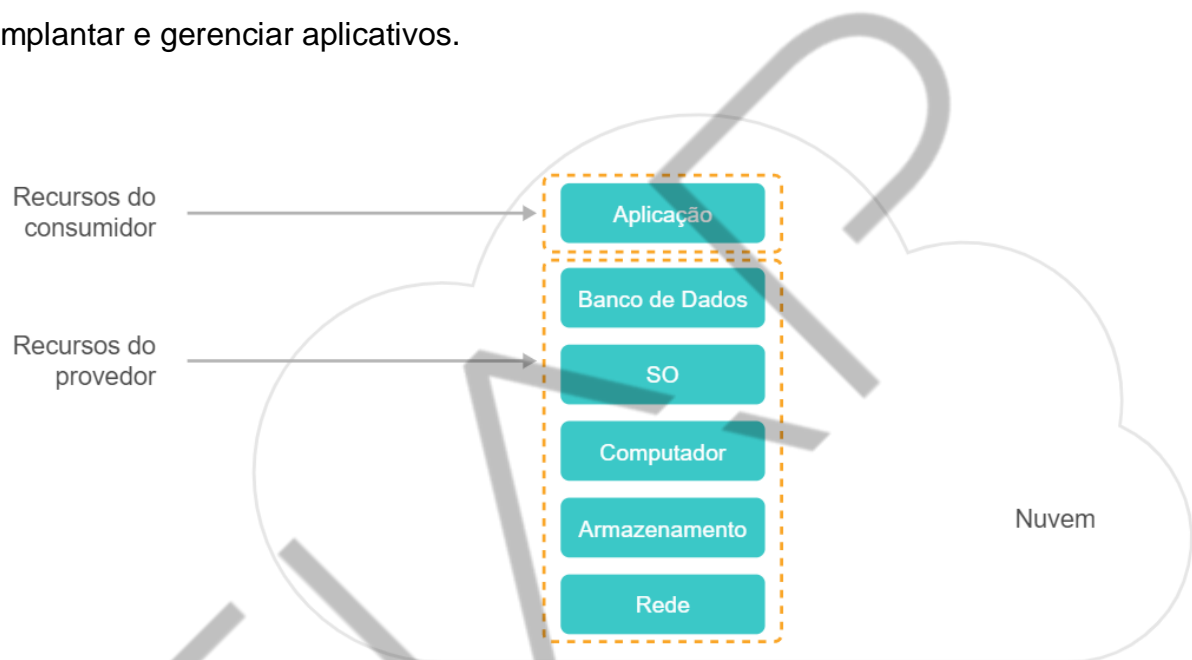 mplantar e gerenciar aplicativos.
Recursos do
consumidor
Aplicação
Banco de Dados
Recursos do
provedor
SO
Computador
Armazenamento
Nuvem
Rede